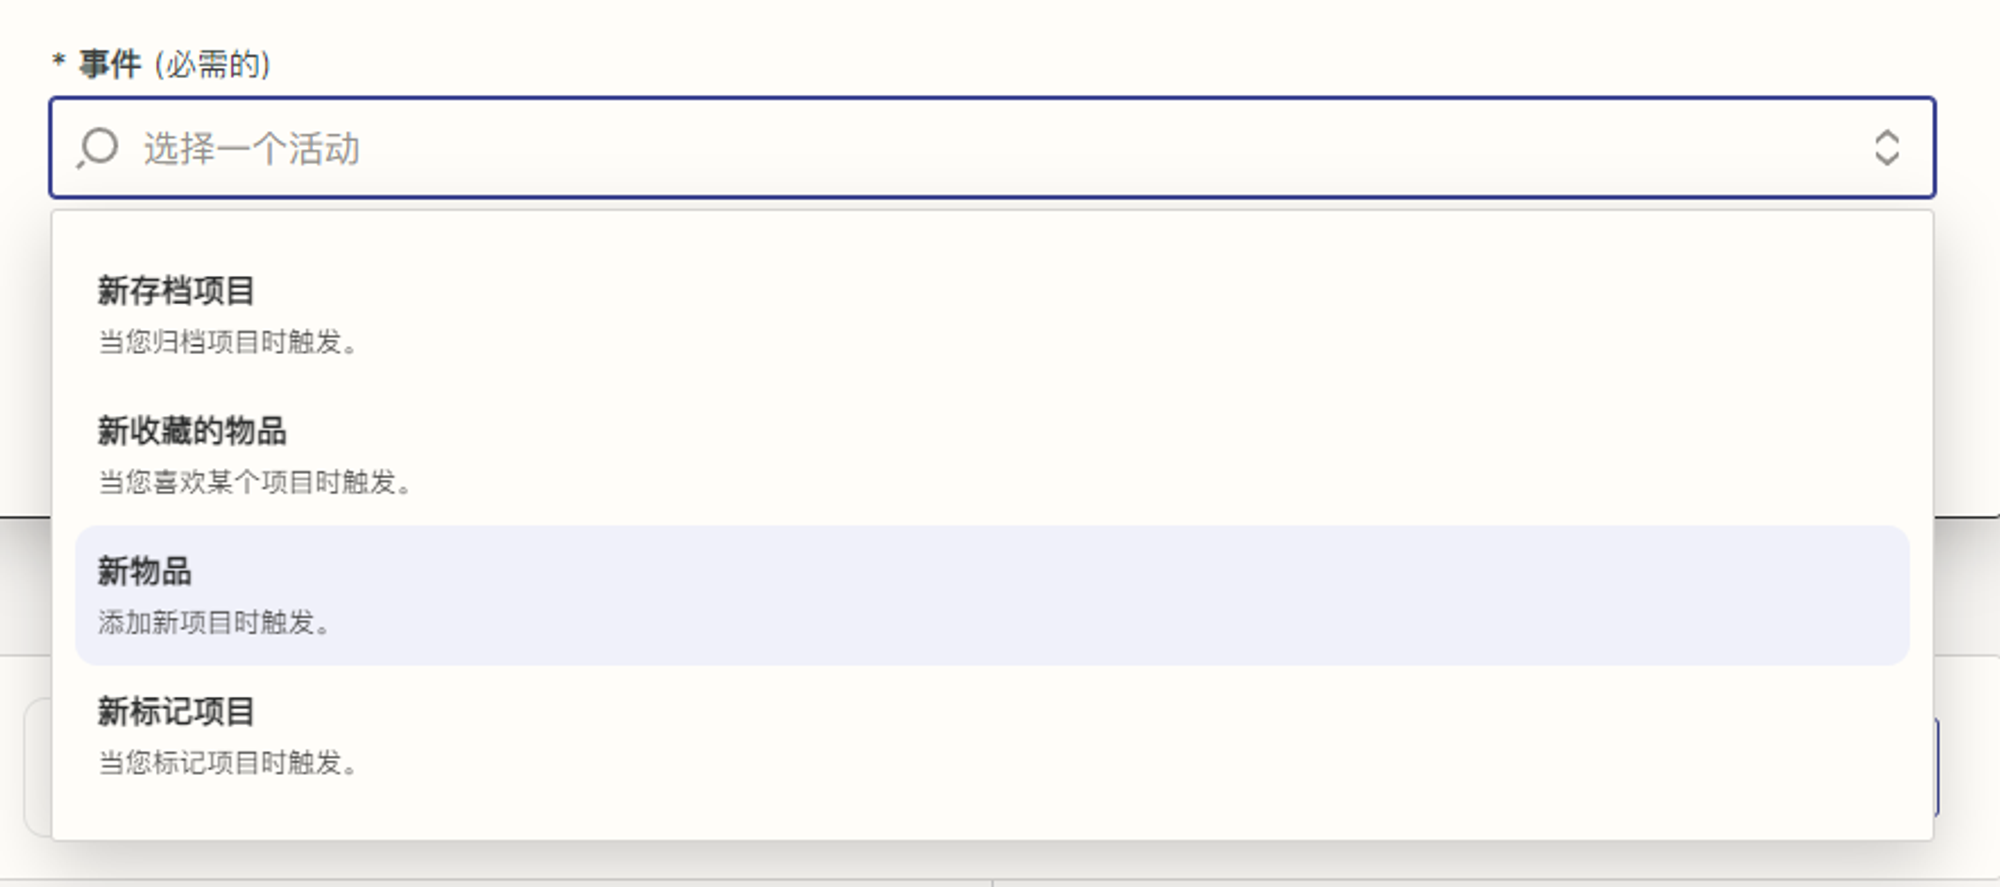 * 事件 (必需的)
选择一个活动
新存档项目
当您归档项目时触发。
新收藏的物品
当您喜欢某个项目时触发。
新物品
添加新项目时触发。
新标记项目
当您标记项目时触发。